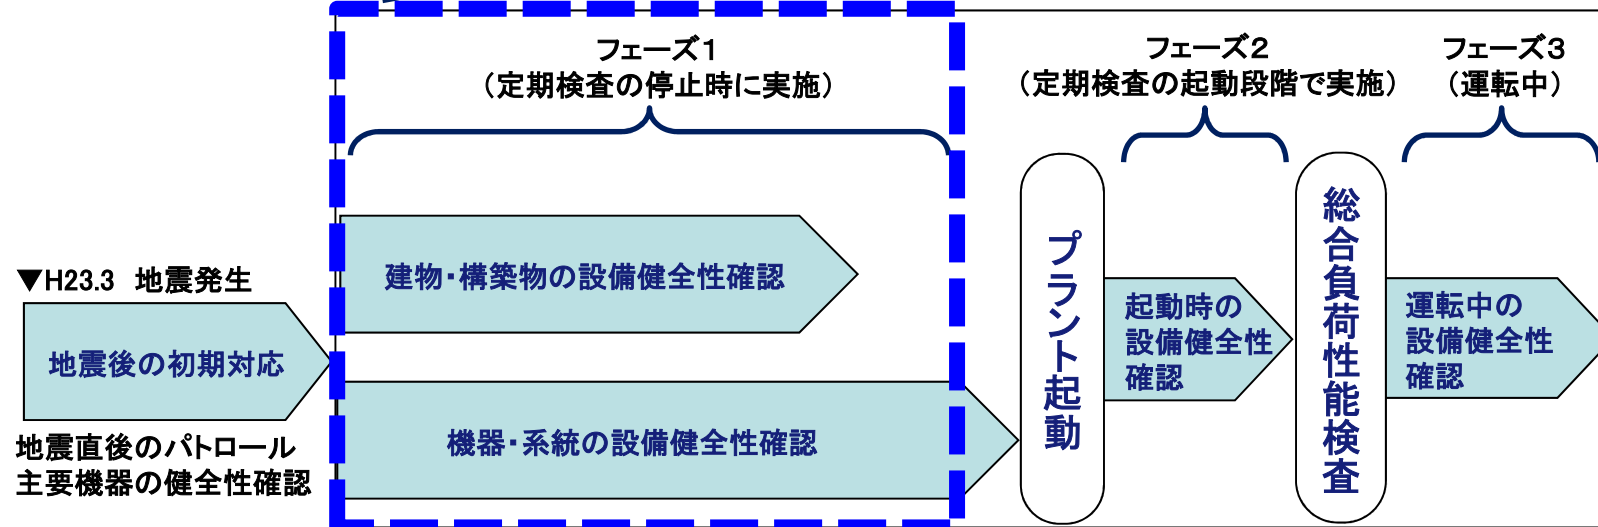 フェーズ1
（定期検査の停止時に実施）
フェーズ2
（定期検査の起動段階で実施）
フェーズ3
（運転中）
▼H23.3 地震発生
地震後の初期対応
地震直後のパトロール
主要機器の健全性確認
建物・構築物の設備健全性確認
機器・系統の設備健全性確認
プラント起動
起動時の
設備健全性
確認
総合負荷性能検査
運転中の
設備健全性
確認